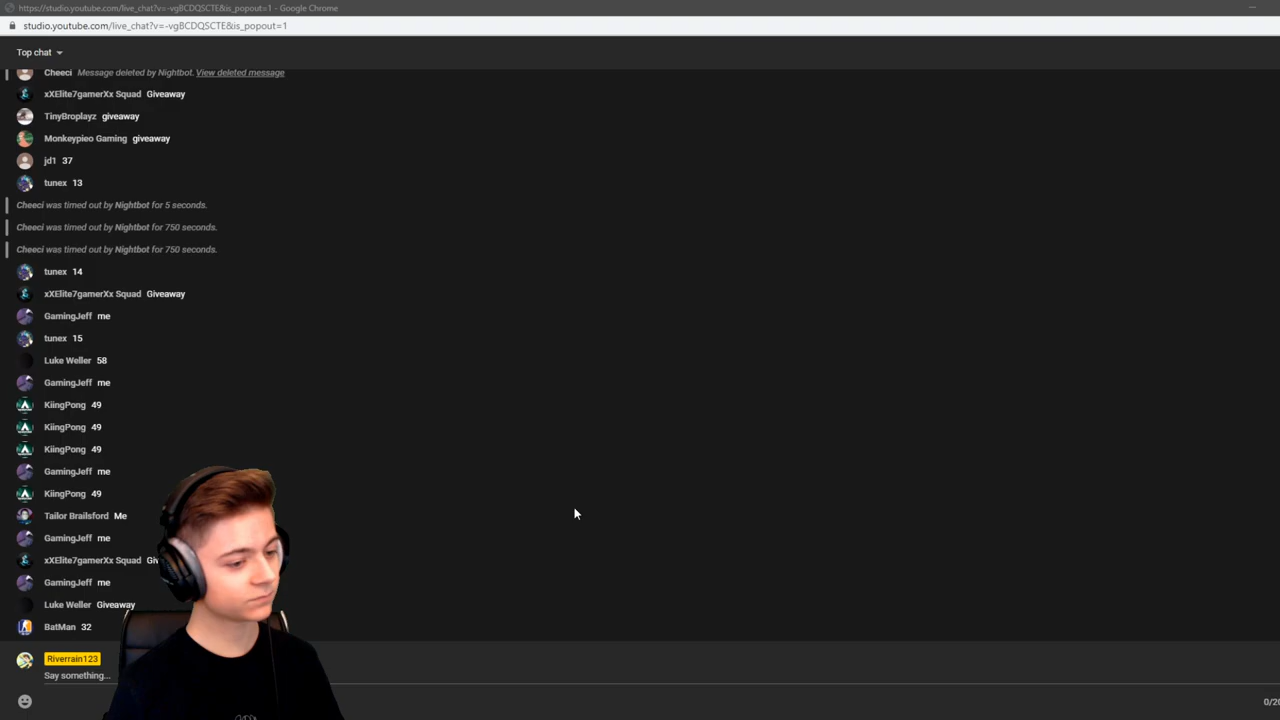 https://studio.youtube.com/live_chat?v=-vgBCDQSCTE&is_popout=1 - Google Chrome
studio.youtube.com/live_chat?v=-vgBCDQSCTE&is_popout=1
Top chat
Cheeci Message deleted by Nightbot. View deleted message
xXElite7gamerXx Squad Giveaway
TinyBroplayz giveaway
Monkeypieo Gaming giveaway
jd1 37
tunex 13
Cheeci was timed out by Nightbot for 5 seconds.
Cheeci was timed out by Nightbot for 750 seconds.
Cheeci was timed out by Nightbot for 750 seconds.
tunex 14
xXElite7gamerXx Squad Giveaway
GamingJeff me
tunex 15
Luke Weller 58
GamingJeff me
KiingPong 49
KiingPong 49
KiingPong 49
GamingJeff me
KiingPong 49
Tailor Brailsford Me
GamingJeff me
xXElite7gamerXx Squad
GamingJeff me
Luke Weller Giveaway
BatMan 32
Riverrain123
Say something...